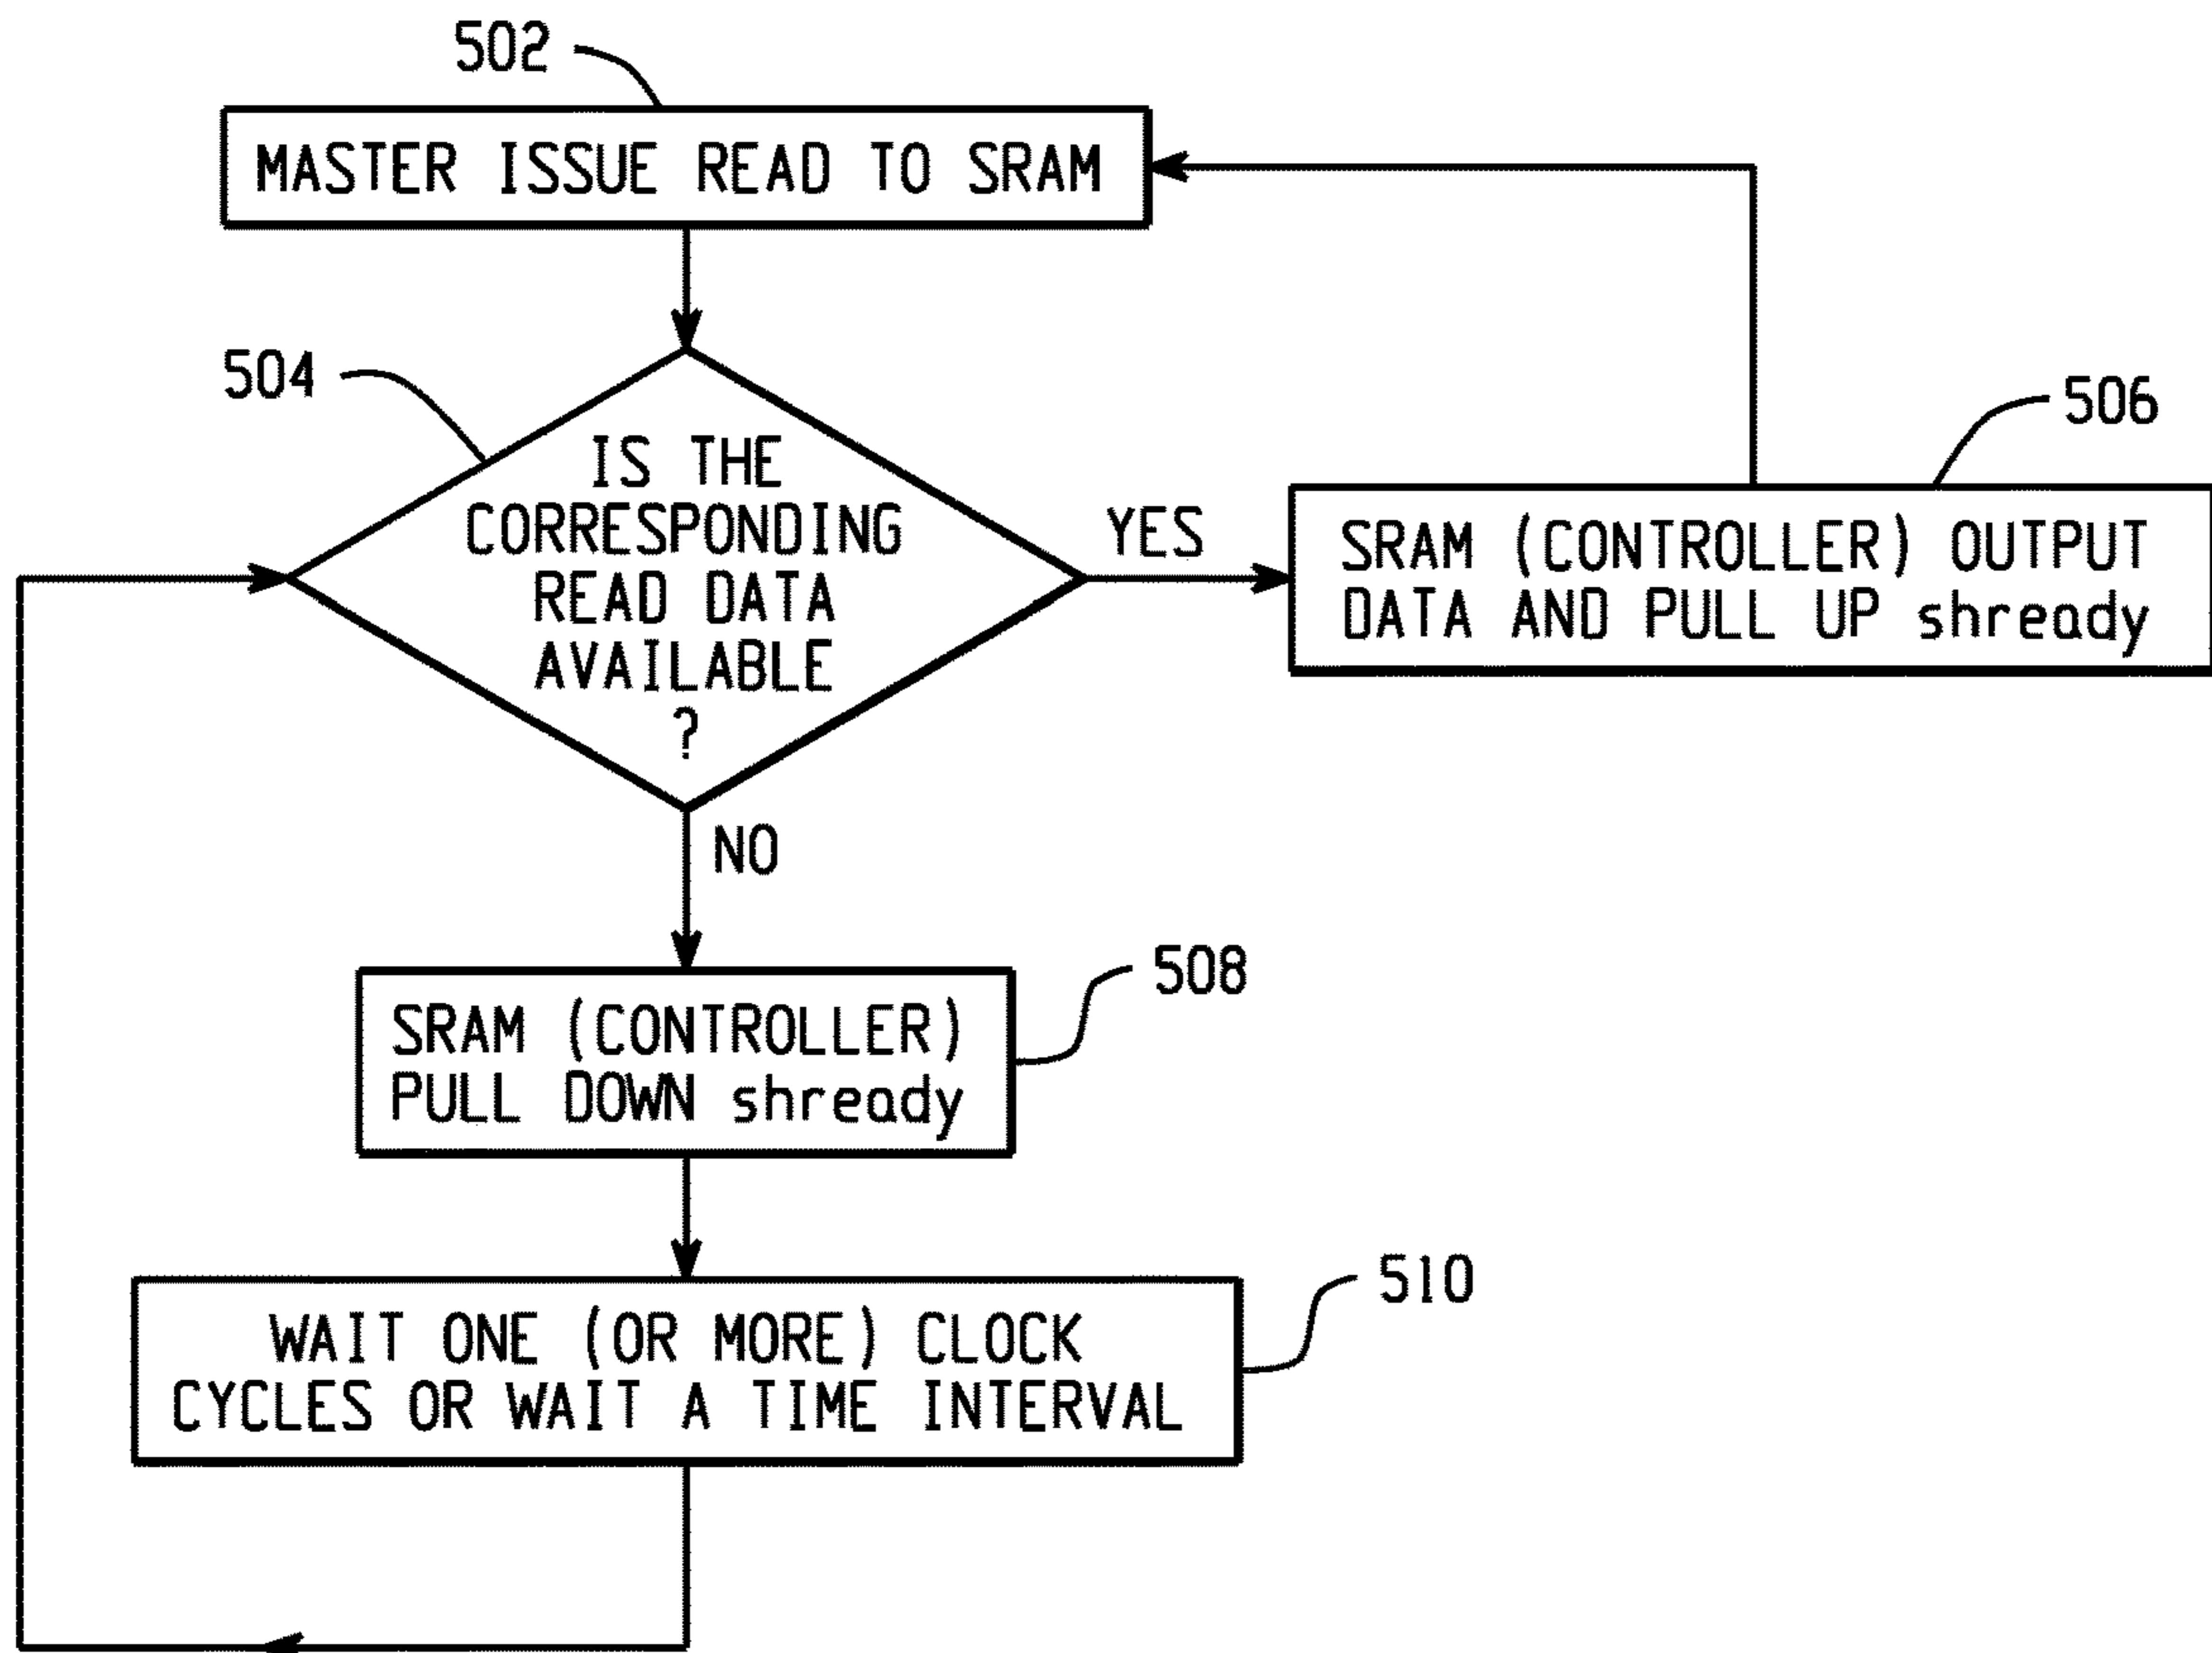 502
MASTER ISSUE READ TO SRAM
504
IS THE
CORRESPONDING
READ DATA
AVAILABLE
?
YES
506
SRAM (CONTROLLER) OUTPUT
DATA AND PULL UP shready
NO
508
SRAM (CONTROLLER)
PULL DOWN shready
510
WAIT ONE (OR MORE) CLOCK
CYCLES OR WAIT A TIME INTERVAL